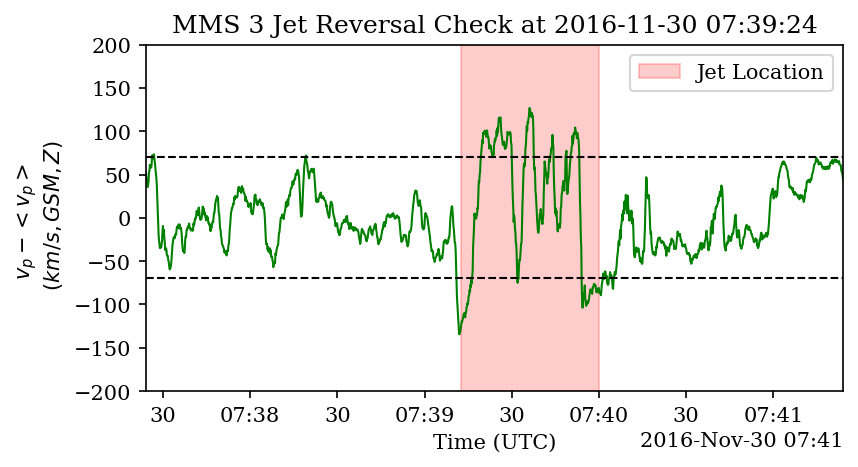 MMS 3 Jet Reversal Check at 2016-11-30 07:39:24
Jet Location
200
150
100
50
0
−50
−100
−150
−200
v_p − < v_p >
(km/s, GSM, Z)
30
07:38
30
07:39
30
07:40
30
07:41
Time (UTC)
2016-Nov-30 07:41